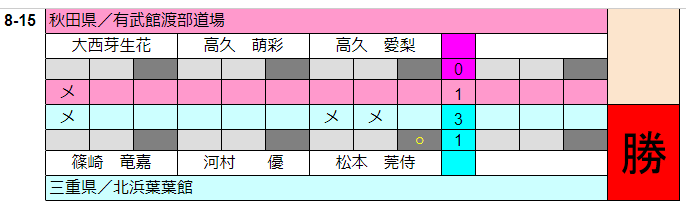 8-15 秋田県／有武館渡部道場
大西芽生花 高久 萌彩 高久 愛梨
0
メ 1
メ メ メ 3
○ 1
勝
篠崎 竜嘉 河村 優 松本 莞侍
三重県／北浜葉葉館